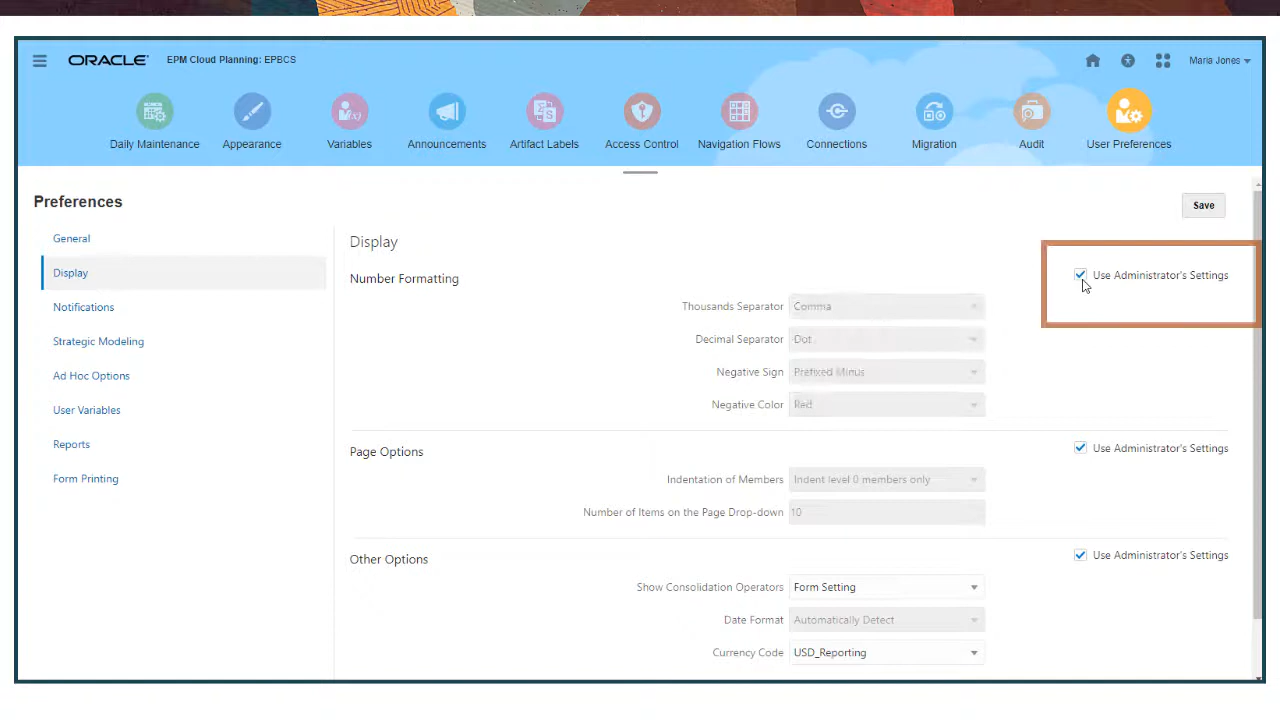 ORACLE® EPM Cloud Planning: EPBCS Maria Jones
Daily Maintenance Appearance Variables Announcements Artifact Labels Access Control Navigation Flows Connections Migration Audit User Preferences
Preferences
Save
General
Display
Notifications
Strategic Modeling
Ad Hoc Options
User Variables
Reports
Form Printing
Display
Number Formatting Use Administrator's Settings
Thousands Separator Comma
Decimal Separator Dot
Negative Sign Prefixed Minus
Negative Color Red
Page Options Use Administrator's Settings
Indentation of Members Indent level 0 members only
Number of Items on the Page Drop-down 10
Other Options Use Administrator's Settings
Show Consolidation Operators Form Setting
Date Format Automatically Detect
Currency Code USD_Reporting